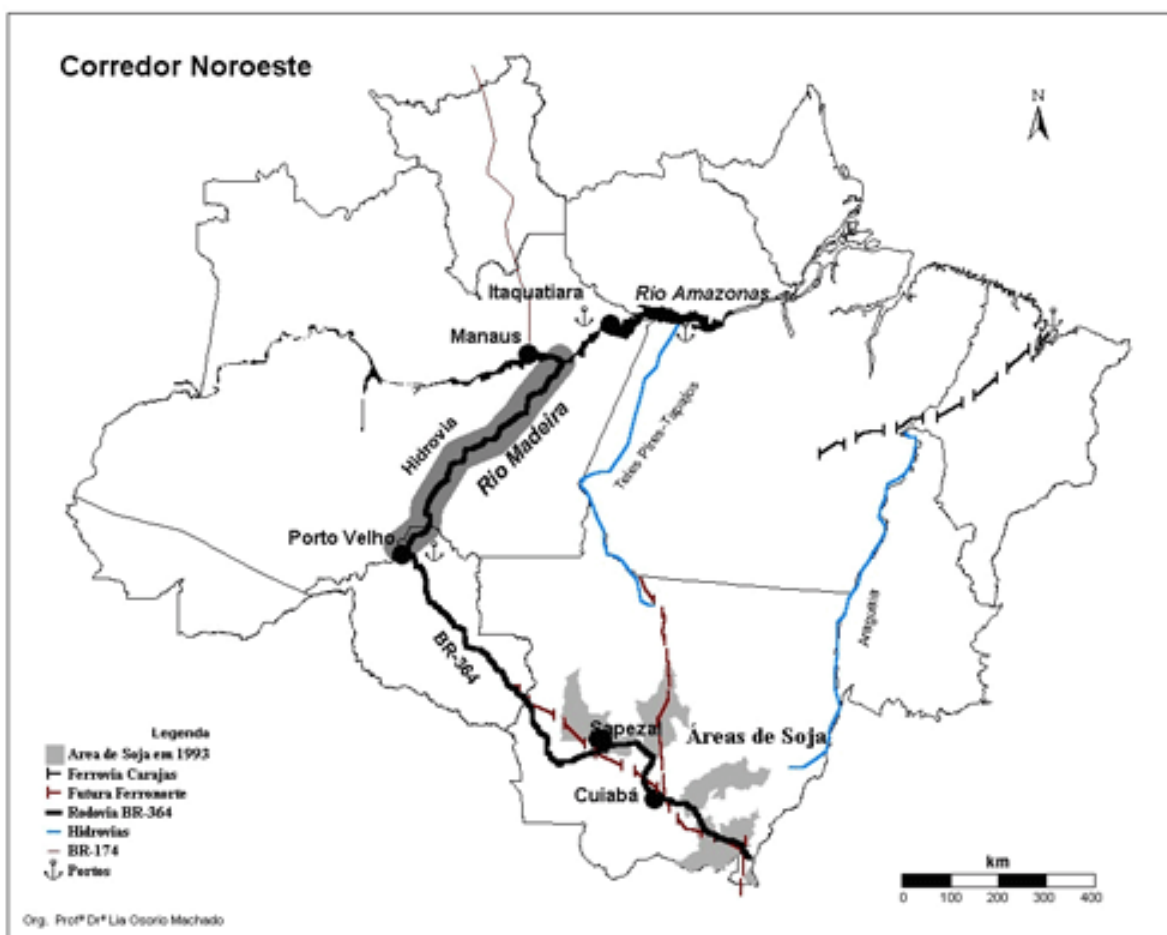 Corredor Noroeste
N
Itaquatiara
Rio Amazonas
Manaus
Hidrovia
Rio Madeira
Teles Pires-Tapajos
Porto Velho
BR-364
Araguaia
Sapezal
Áreas de Soja
Cuiabá
Legenda
Area de Soja em 1993
Ferrovia Carajas
Futura Ferronorte
Rodovia BR-364
Hidrovias
BR-174
Portos
km
0 100 200 300 400
Org. Profª Drª Lia Osorio Machado